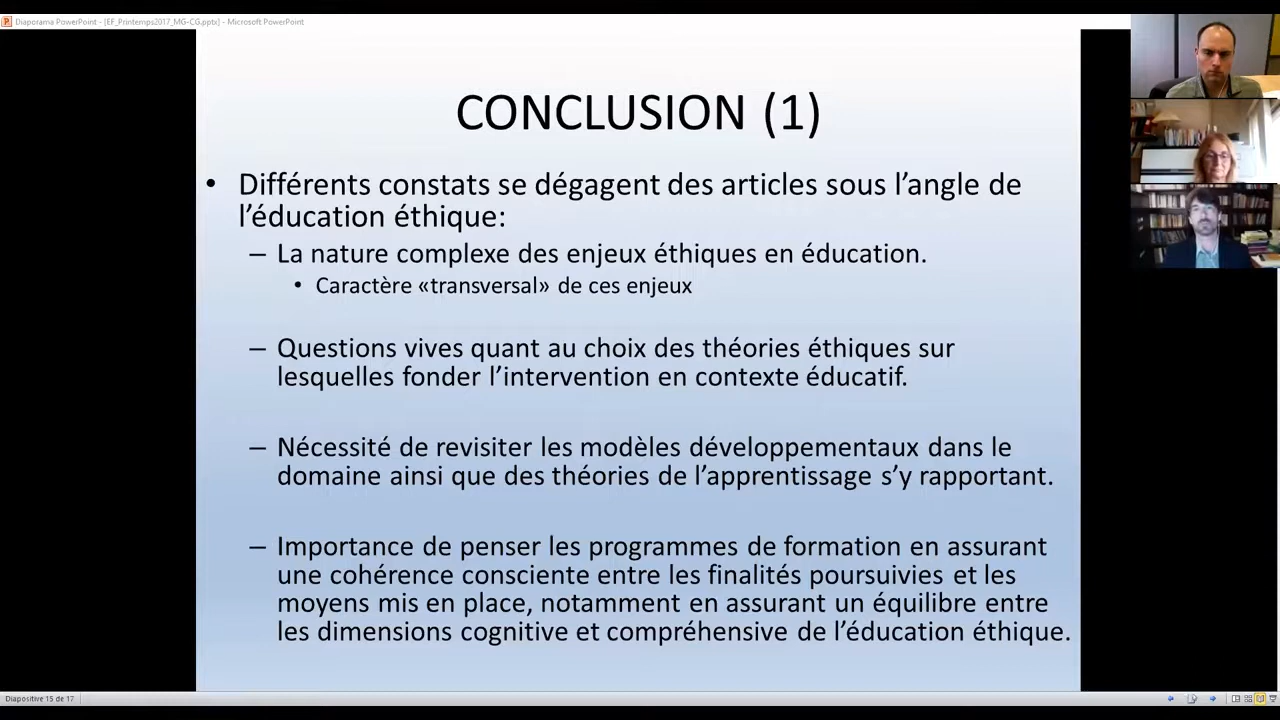 Diaporama PowerPoint - [EF_Printemps2017_MG-CG.pptx] - Microsoft PowerPoint
CONCLUSION (1)
• Différents constats se dégagent des articles sous l’angle de
l’éducation éthique:
– La nature complexe des enjeux éthiques en éducation.
• Caractère «transversal» de ces enjeux
– Questions vives quant au choix des théories éthiques sur
lesquelles fonder l’intervention en contexte éducatif.
– Nécessité de revisiter les modèles développementaux dans le
domaine ainsi que des théories de l’apprentissage s’y rapportant.
– Importance de penser les programmes de formation en assurant
une cohérence consciente entre les finalités poursuivies et les
moyens mis en place, notamment en assurant un équilibre entre
les dimensions cognitive et compréhensive de l’éducation éthique.
Diapositive 15 de 17